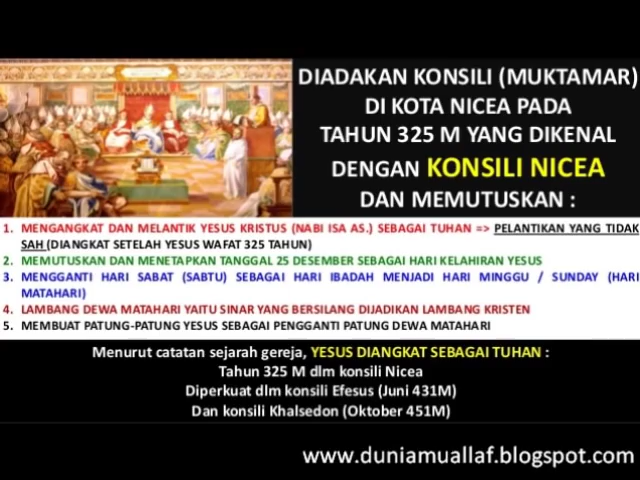 DIADAKAN KONSILI (MUKTAMAR)
DI KOTA NICEA PADA
TAHUN 325 M YANG DIKENAL
DENGAN KONSILI NICEA
DAN MEMUTUSKAN :
1. MENGANGKAT DAN MELANTIK YESUS KRISTUS (NABI ISA AS.) SEBAGAI TUHAN => PELANTIKAN YANG TIDAK
SAH (DIANGKAT SETELAH YESUS WAFAT 325 TAHUN)
2. MEMUTUSKAN DAN MENETAPKAN TANGGAL 25 DESEMBER SEBAGAI HARI KELAHIRAN YESUS
3. MENGGANTI HARI SABAT (SABTU) SEBAGAI HARI IBADAH MENJADI HARI MINGGU / SUNDAY (HARI
MATAHARI)
4. LAMBANG DEWA MATAHARI YAITU SINAR YANG BERSILANG DIJADIKAN LAMBANG KRISTEN
5. MEMBUAT PATUNG-PATUNG YESUS SEBAGAI PENGGANTI PATUNG DEWA MATAHARI
Menurut catatan sejarah gereja, YESUS DIANGKAT SEBAGAI TUHAN :
Tahun 325 M dlm konsili Nicea
Diperkuat dlm konsili Efesus (Juni 431M)
Dan konsili Khalsedon (Oktober 451M)
www.duniamuallaf.blogspot.com